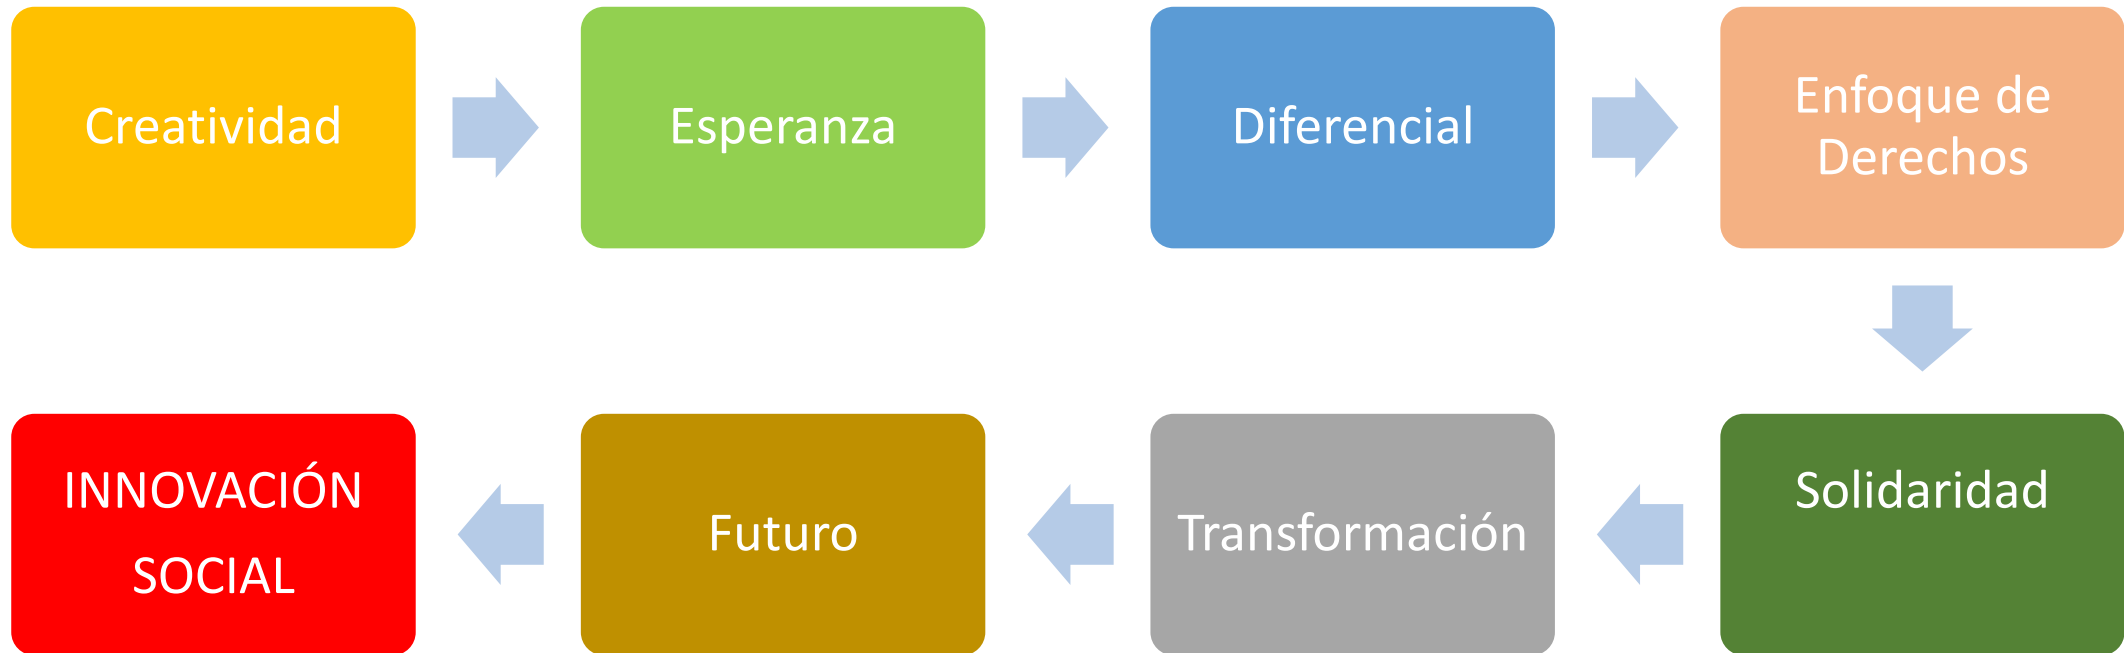 Creatividad
Esperanza
Diferencial
Enfoque de
Derechos
Solidaridad
Transformación
Futuro
INNOVACIÓN
SOCIAL